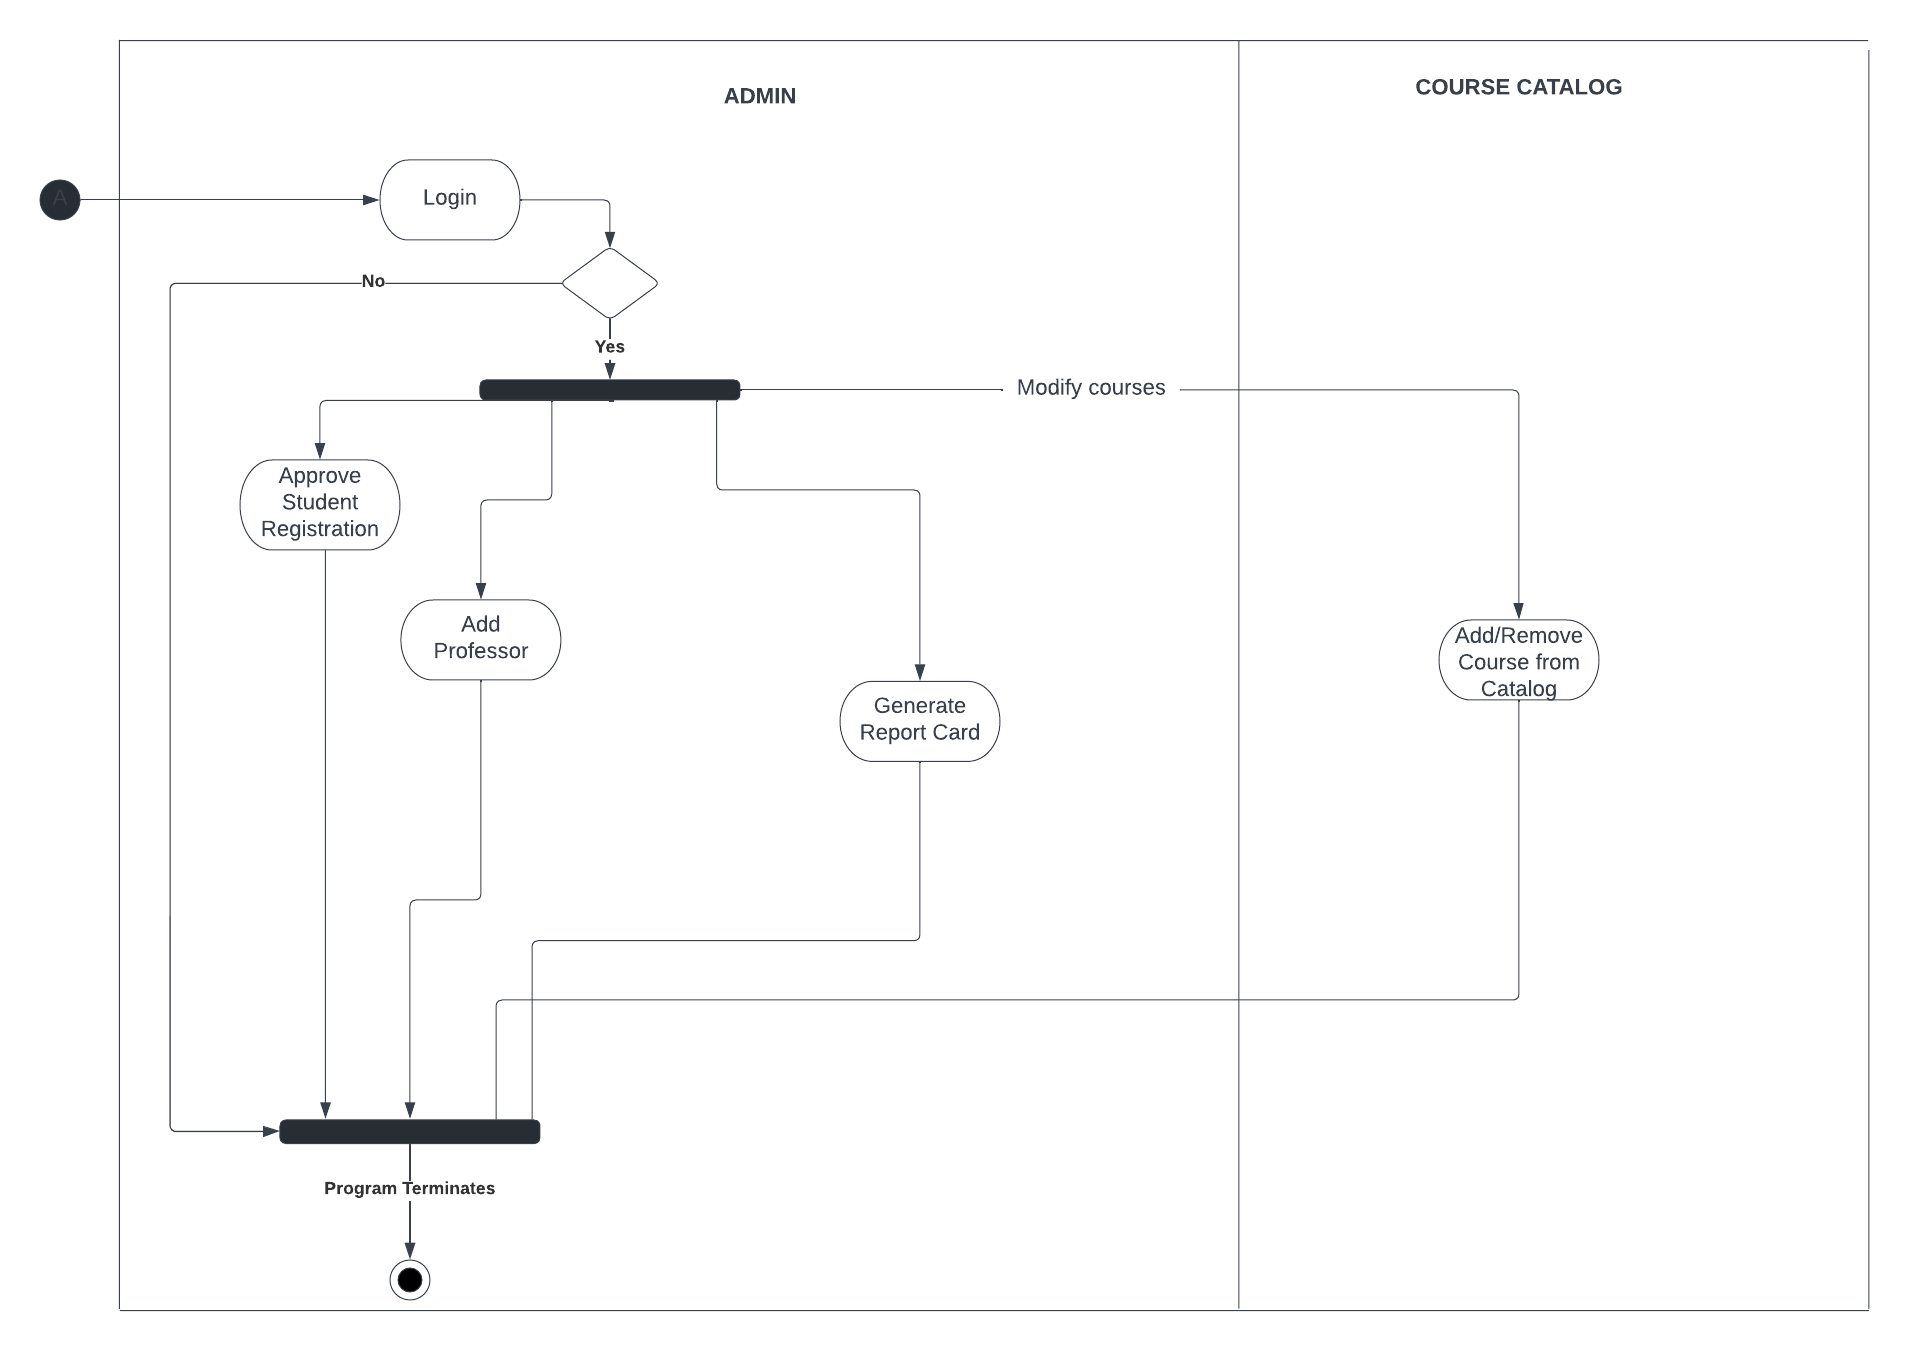 ADMIN
COURSE CATALOG
A
Login
No
Yes
Modify courses
Approve
Student
Registration
Add
Professor
Add/Remove
Course from
Catalog
Generate
Report Card
Program Terminates